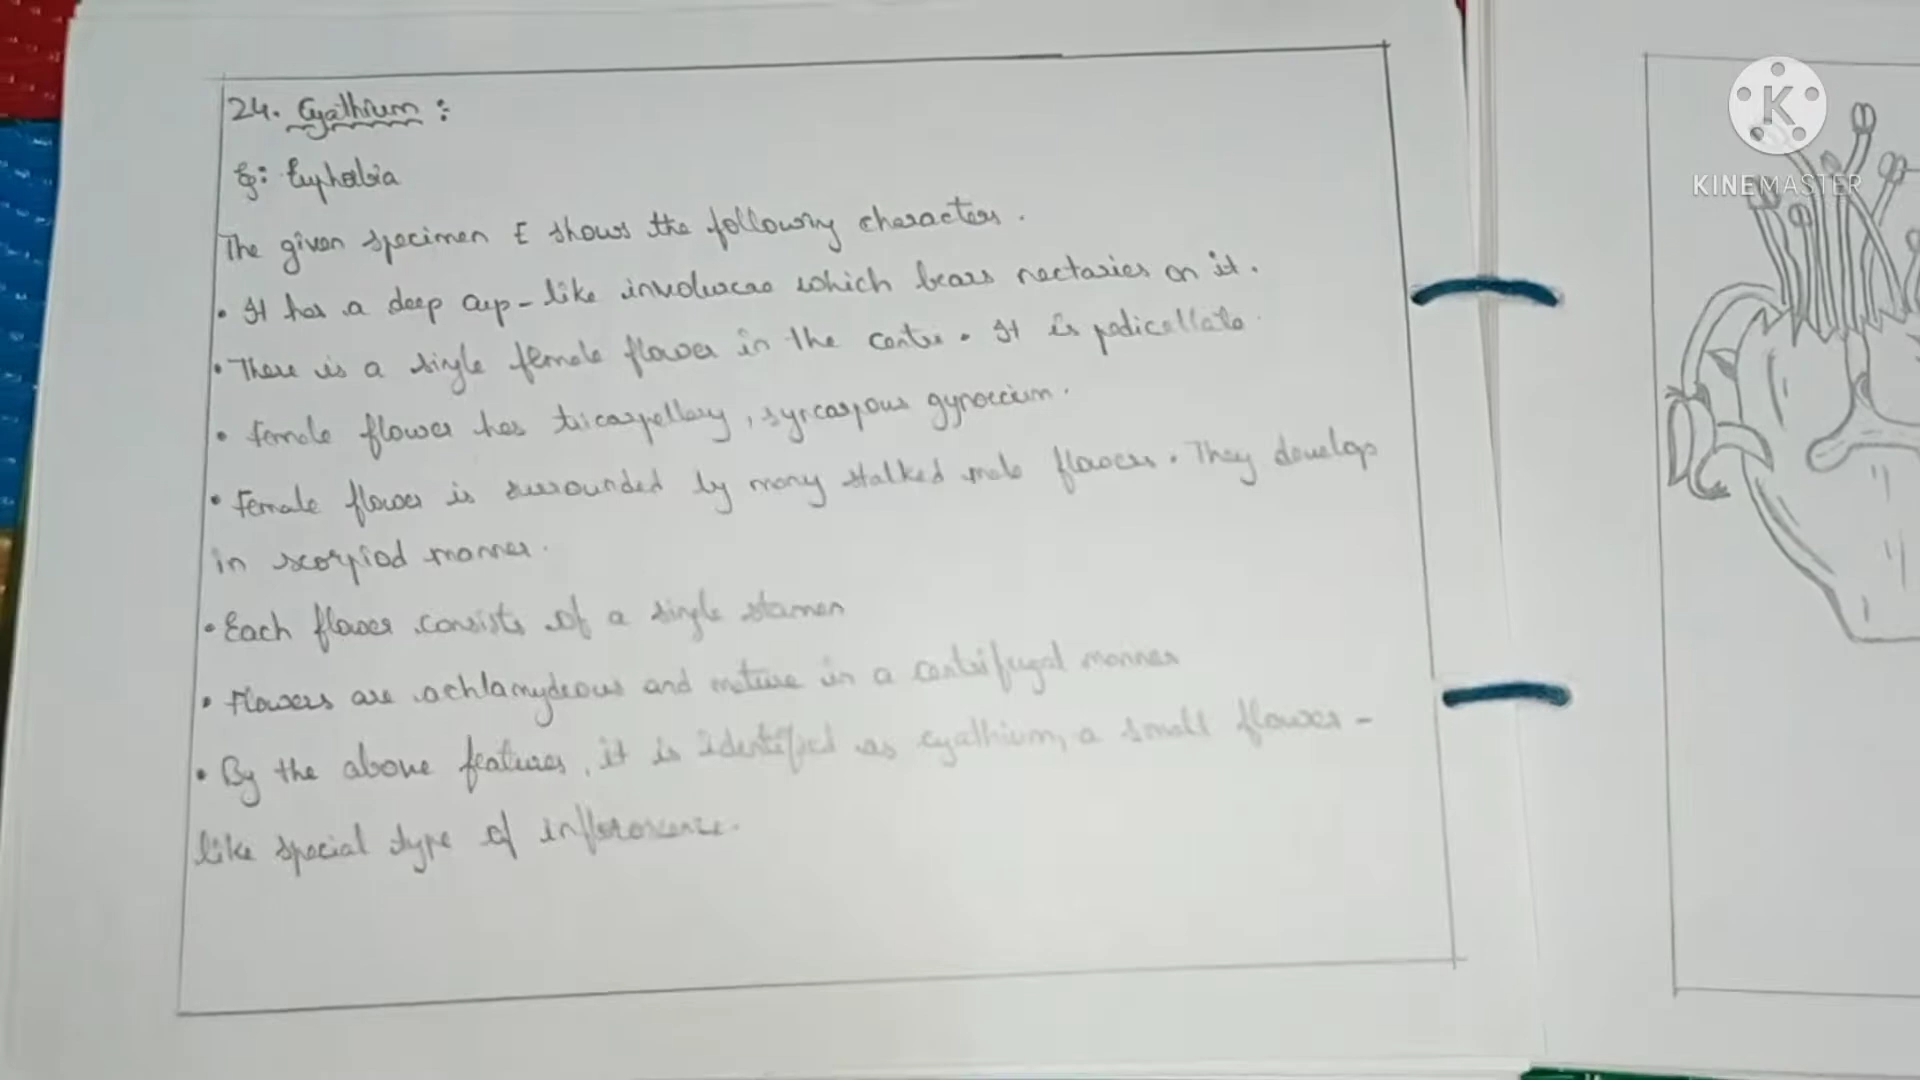 24. Cyathium :
Eg: Euphorbia
The given specimen E shows the following characters.
• It has a deep cup-like involucre which bears nectaries on it.
• There is a single female flower in the centre. It is pedicellate.
• Female flower has tricarpellary, syncarpous gynoecium.
• Female flower is surrounded by many stalked male flowers. They develop
in scorpiod manner.
• Each flower consists of a single stamen
• Flowers are achlamydeous and mature in a centrifugal manner
• By the above features, it is identified as cyathium, a small flower-
like special type of inflorescence.
K
KINEMASTER